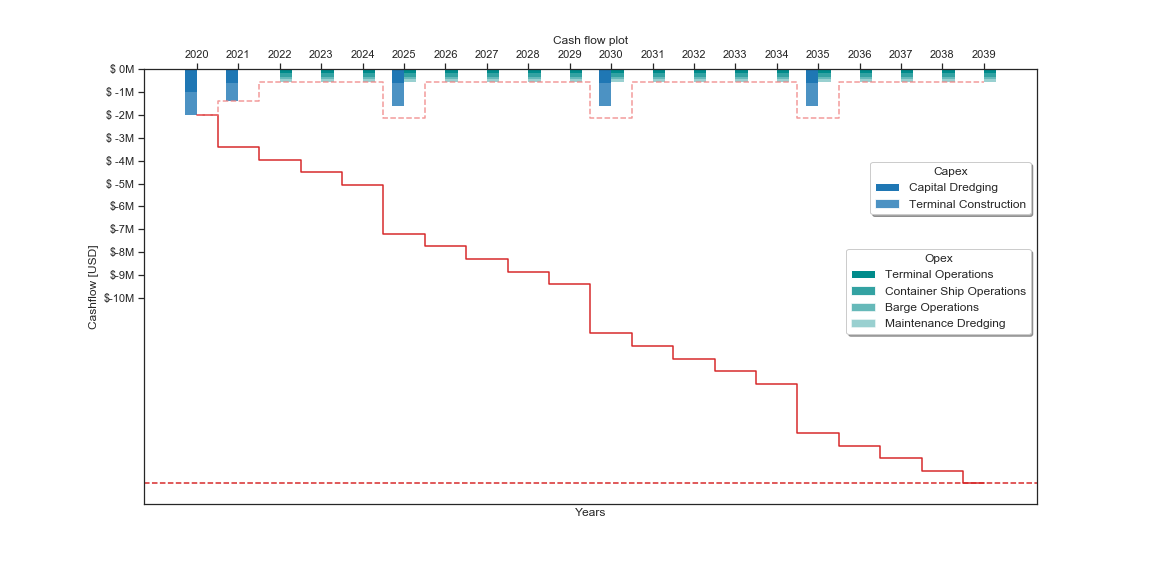 Cash flow plot
2020 2021 2022 2023 2024 2025 2026 2027 2028 2029 2030 2031 2032 2033 2034 2035 2036 2037 2038 2039
$ 0M
$ -1M
$ -2M
$ -3M
$ -4M
$ -5M
$ -6M
$-7M
$-8M
$-9M
$-10M
Cashflow [USD]
Capex
Capital Dredging
Terminal Construction
Opex
Terminal Operations
Container Ship Operations
Barge Operations
Maintenance Dredging
Years